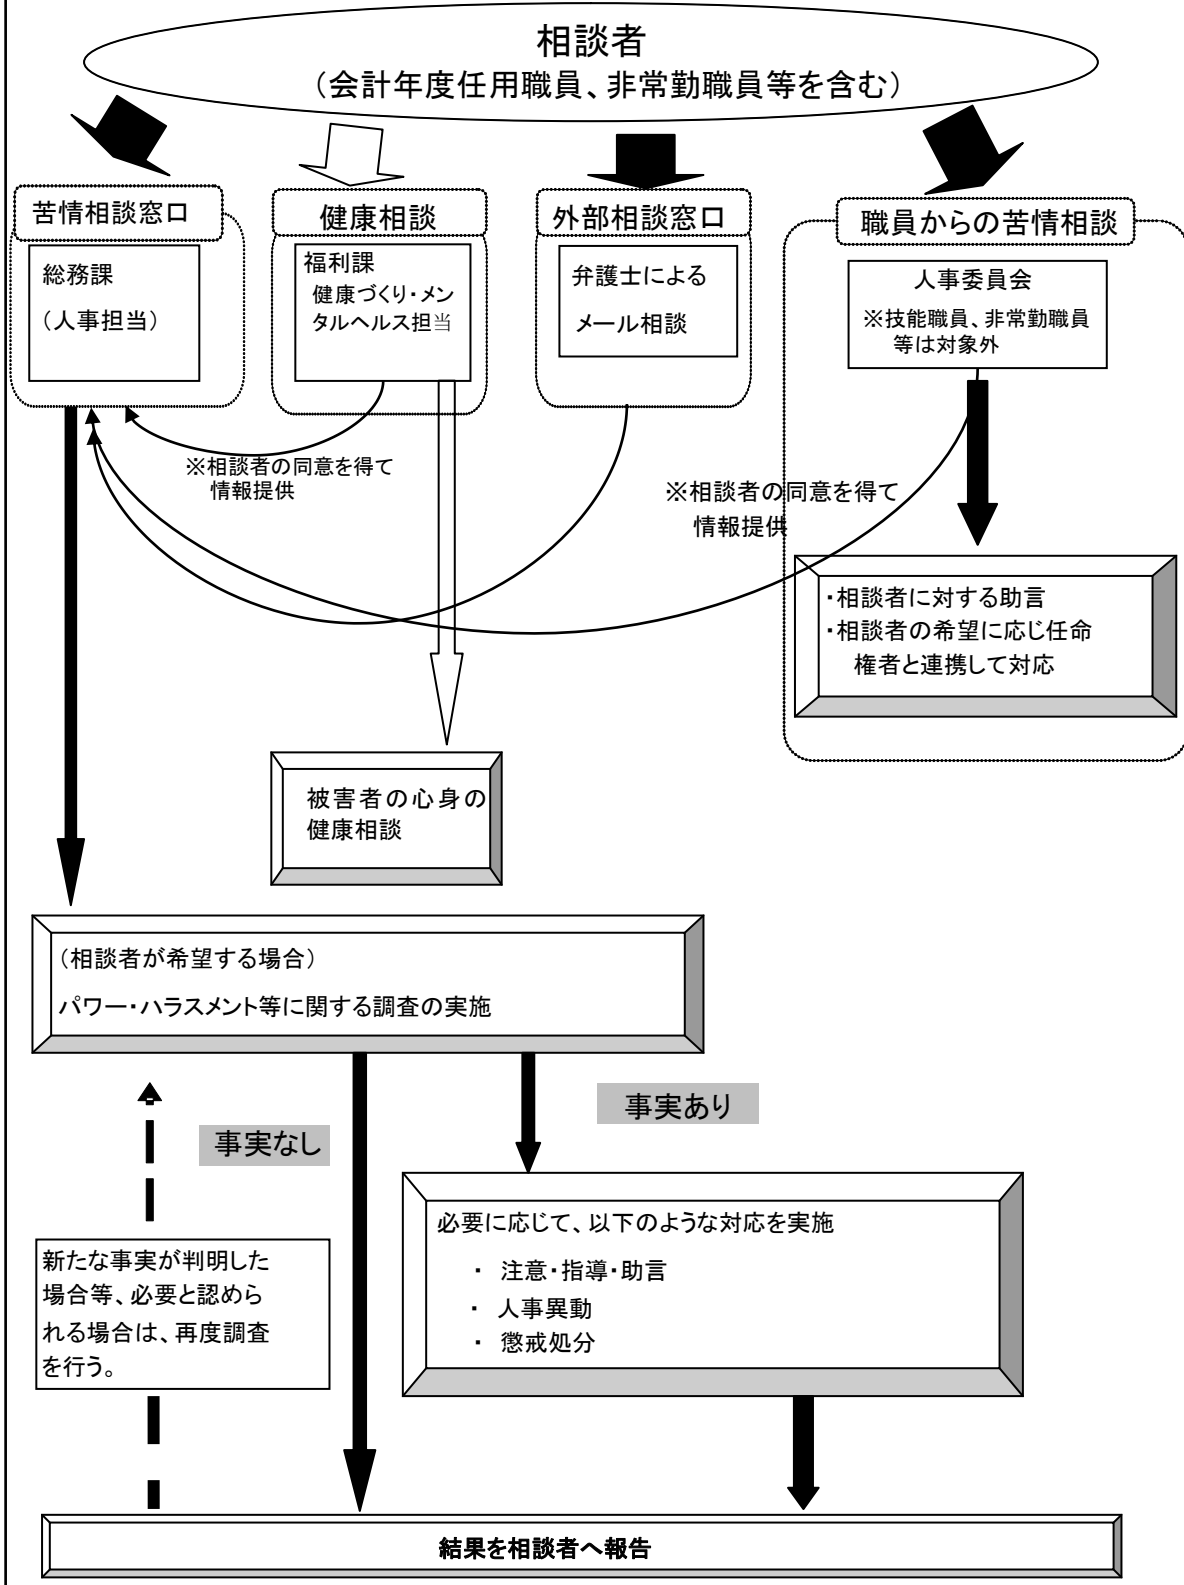 相談者
（会計年度任用職員、非常勤職員等を含む）
苦情相談窓口
総務課
（人事担当）
健康相談
福利課
健康づくり・メン
タルヘルス担当
外部相談窓口
弁護士による
メール相談
職員からの苦情相談
人事委員会
※技能職員、非常勤職員
等は対象外
※相談者の同意を得て
情報提供
※相談者の同意を得て
情報提供
・相談者に対する助言
・相談者の希望に応じ任命
権者と連携して対応
被害者の心身の
健康相談
（相談者が希望する場合）
パワー・ハラスメント等に関する調査の実施
事実なし
事実あり
新たな事実が判明した
場合等、必要と認めら
れる場合は、再度調査
を行う。
必要に応じて、以下のような対応を実施
・ 注意・指導・助言
・ 人事異動
・ 懲戒処分
結果を相談者へ報告